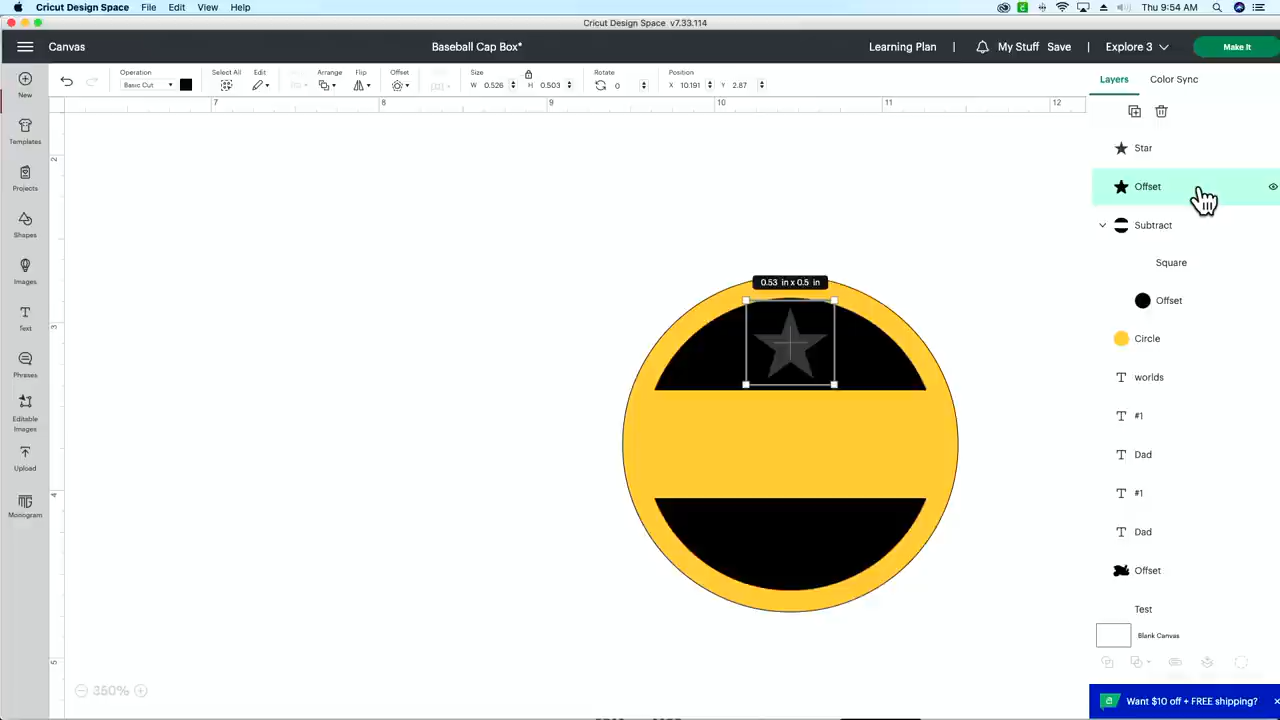 Cricut Design Space File Edit View Help Thu 9:54 AM
Cricut Design Space v7.33.114
Canvas Baseball Cap Box* Learning Plan | My Stuff Save | Explore 3 Make It
Operation Select All Edit Arrange Flip Offset Size Rotate Position
Basic Cut W 0.526 H 0.503 0 X 10.191 Y 2.87
Layers Color Sync
7 8 9 10 11 12
New
Templates
Projects
Shapes
Images
Text
Phrases
Editable
Images
Upload
Monogram
2
3
4
5
0.53 in x 0.5 in
350%
Star
Offset
Subtract
Square
Offset
Circle
worlds
#1
Dad
#1
Dad
Offset
Test
Blank Canvas
Want $10 off + FREE shipping?